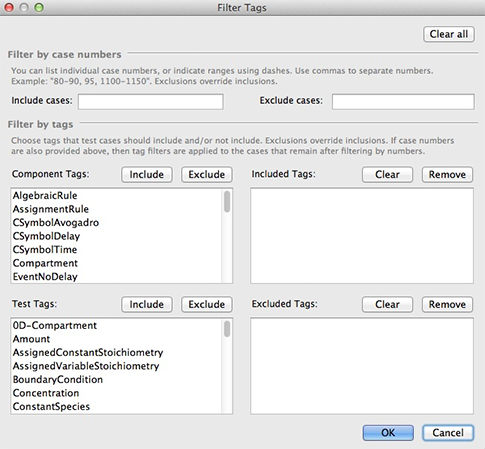 Filter Tags
Clear all
Filter by case numbers
You can list individual case numbers, or indicate ranges using dashes. Use commas to separate numbers.
Example: "80-90, 95, 1100-1150". Exclusions override inclusions.
Include cases: Exclude cases:
Filter by tags
Choose tags that test cases should include and/or not include. Exclusions override inclusions. If case numbers
are also provided above, then tag filters are applied to the cases that remain after filtering by numbers.
Component Tags: Include Exclude Included Tags: Clear Remove
AlgebraicRule
AssignmentRule
CSymbolAvogadro
CSymbolDelay
CSymbolTime
Compartment
EventNoDelay
Test Tags: Include Exclude Excluded Tags: Clear Remove
0D-Compartment
Amount
AssignedConstantStoichiometry
AssignedVariableStoichiometry
BoundaryCondition
Concentration
ConstantSpecies
OK Cancel